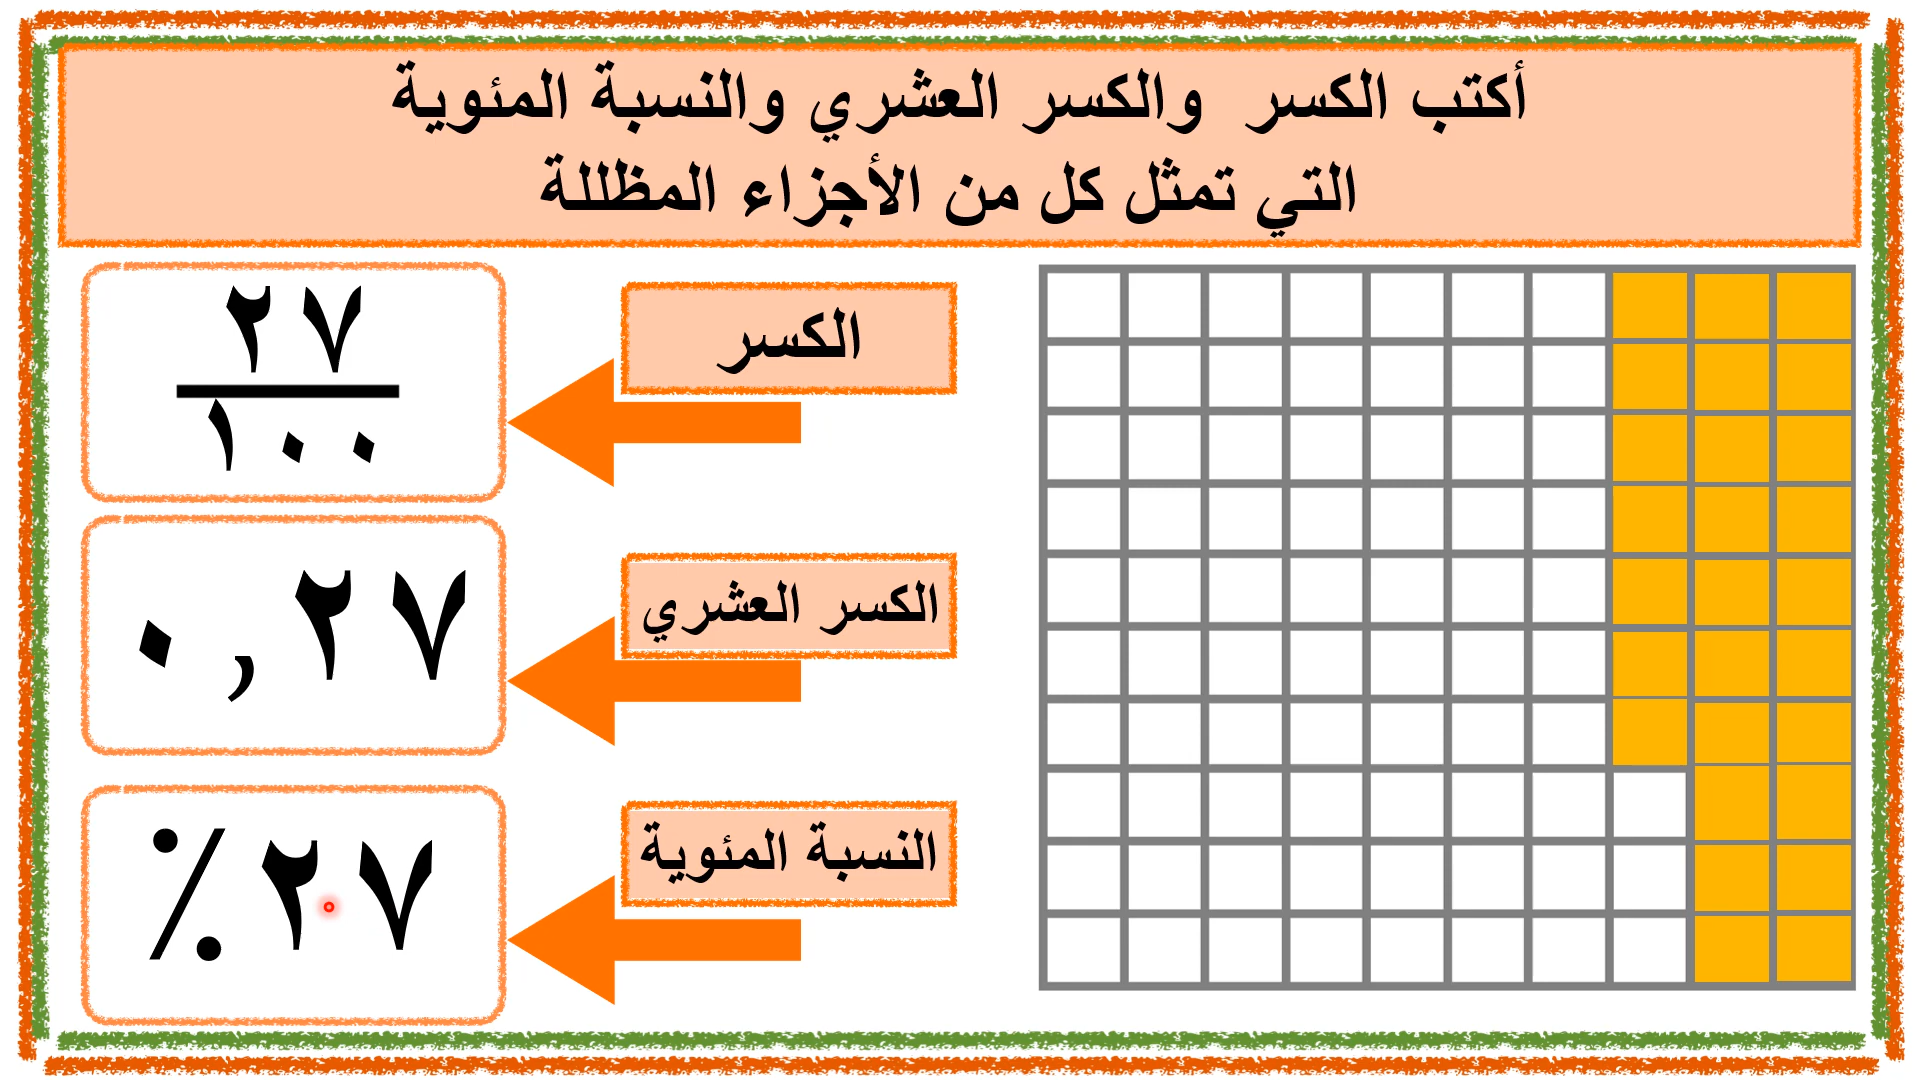 أكتب الكسر والكسر العشري والنسبة المئوية
التي تمثل كل من الأجزاء المظللة
الكسر
٢٧
١٠٠
الكسر العشري
٠,٢٧
النسبة المئوية
٪٢٧